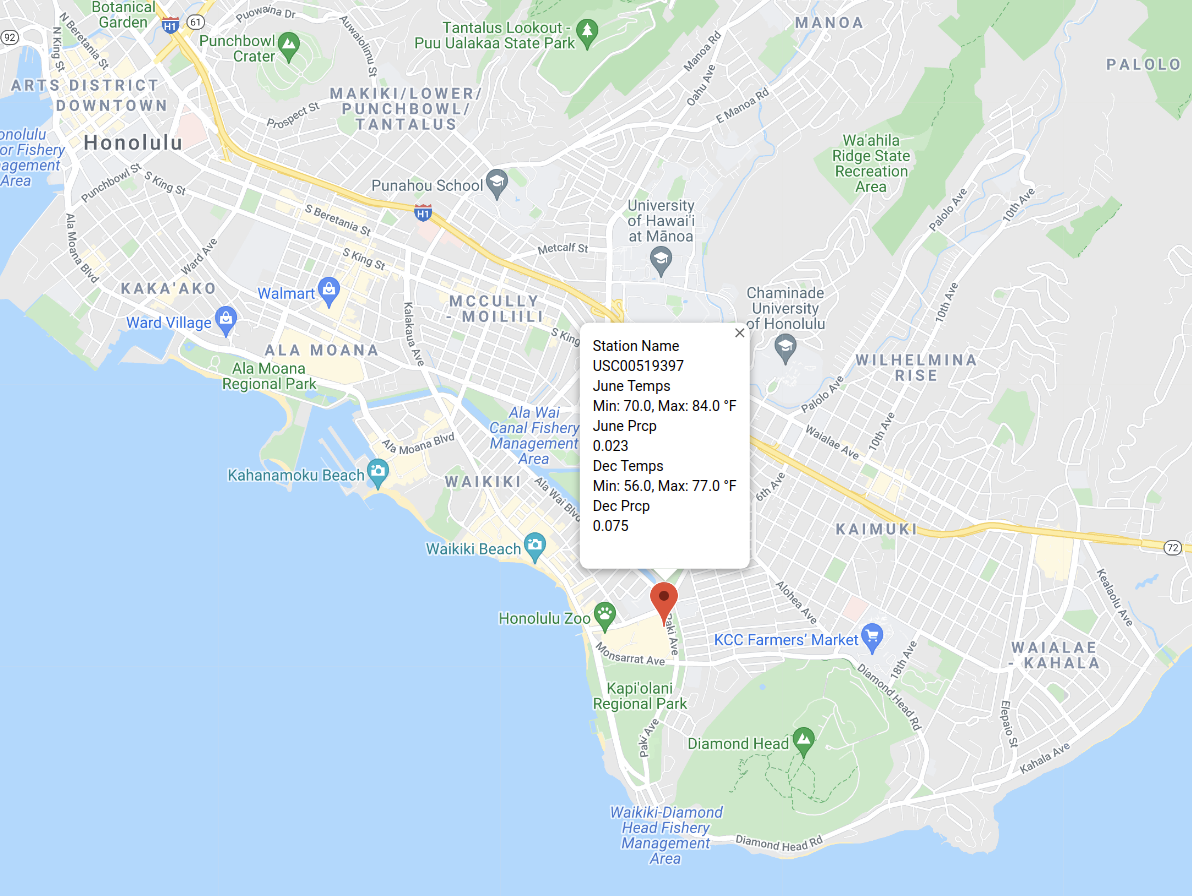 Botanical
Garden
H1
61
92
N King St
N Beretania St
Puowaina Dr
Auwaiolimu St
Punchbowl
Crater
Tantalus Lookout -
Puu Ualakaa State Park
MANOA
Manoa Rd
Oahu Ave
E Manoa Rd
PALOLO
ARTS DISTRICT
DOWNTOWN
MAKIKI/LOWER/
PUNCHBOWL/
TANTALUS
Prospect St
Honolulu
onolulu
or Fishery
agement
Area
Punchbowl St
S King St
Punahou School
H1
Wa'ahila
Ridge State
Recreation
Area
University
of Hawai'i
at Mānoa
Palolo Ave
10th Ave
S Beretania St
S King St
Metcalf St
Ala Moana Blvd
Ward Ave
KAKA'AKO
Walmart
Ward Village
MCCULLY
- MOILIILI
Kalakaua Ave
S King
Chaminade
University
of Honolulu
10th Ave
ALA MOANA
Ala Moana
Regional Park
WILHELMINA
RISE
Palolo Ave
10th Ave
Waialae Ave
Station Name
USC00519397
June Temps
Min: 70.0, Max: 84.0 °F
June Prcp
0.023
Dec Temps
Min: 56.0, Max: 77.0 °F
Dec Prcp
0.075
Ala Wai
Canal Fishery
Management
Area
Ala Moana Blvd
Kahanamoku Beach
WAIKIKI
Ala Wai Blvd
6th Ave
KAIMUKI
72
Waikiki Beach
Alohea Ave
Kealaolu Ave
Honolulu Zoo
Paki Ave
Monsarrat Ave
KCC Farmers' Market
18th Ave
WAIALAE
- KAHALA
Diamond Head Rd
Kapi'olani
Regional Park
Paki Ave
Diamond Head
Elepaio St
Kahala Ave
Waikiki-Diamond
Head Fishery
Management
Area
Diamond Head Rd